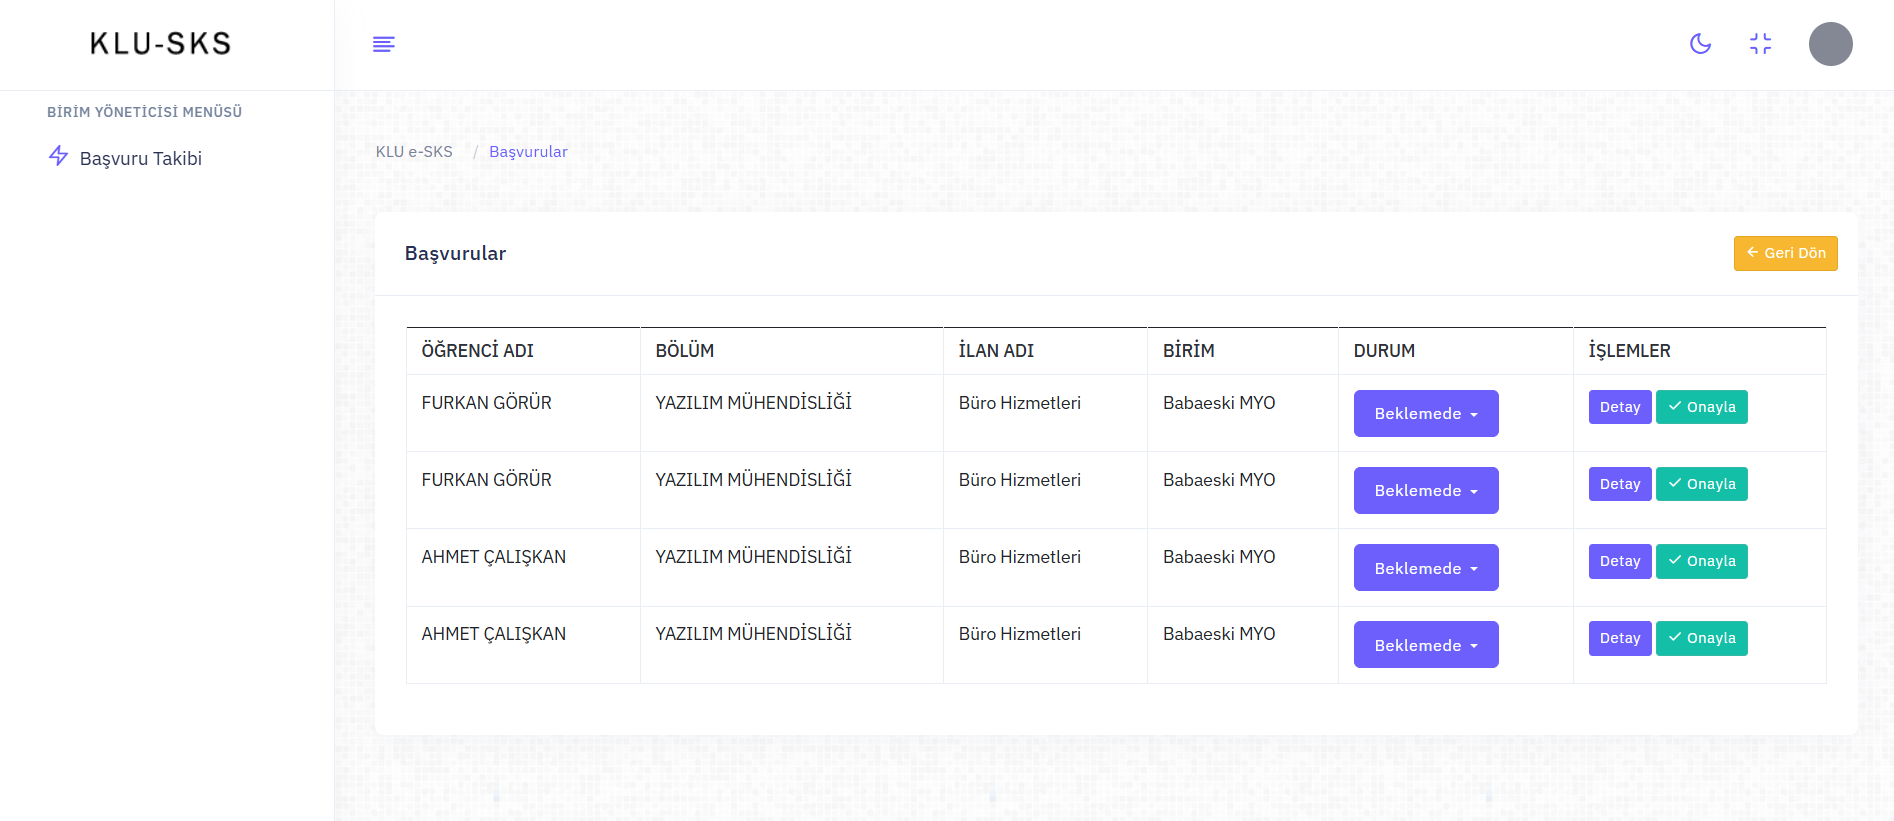 KLU-SKS
BİRİM YÖNETİCİSİ MENÜSÜ
Başvuru Takibi
KLU e-SKS / Başvurular
Başvurular
Geri Dön
ÖĞRENCİ ADI BÖLÜM İLAN ADI BİRİM DURUM İŞLEMLER
FURKAN GÖRÜR YAZILIM MÜHENDİSLİĞİ Büro Hizmetleri Babaeski MYO Beklemede Detay Onayla
FURKAN GÖRÜR YAZILIM MÜHENDİSLİĞİ Büro Hizmetleri Babaeski MYO Beklemede Detay Onayla
AHMET ÇALIŞKAN YAZILIM MÜHENDİSLİĞİ Büro Hizmetleri Babaeski MYO Beklemede Detay Onayla
AHMET ÇALIŞKAN YAZILIM MÜHENDİSLİĞİ Büro Hizmetleri Babaeski MYO Beklemede Detay Onayla